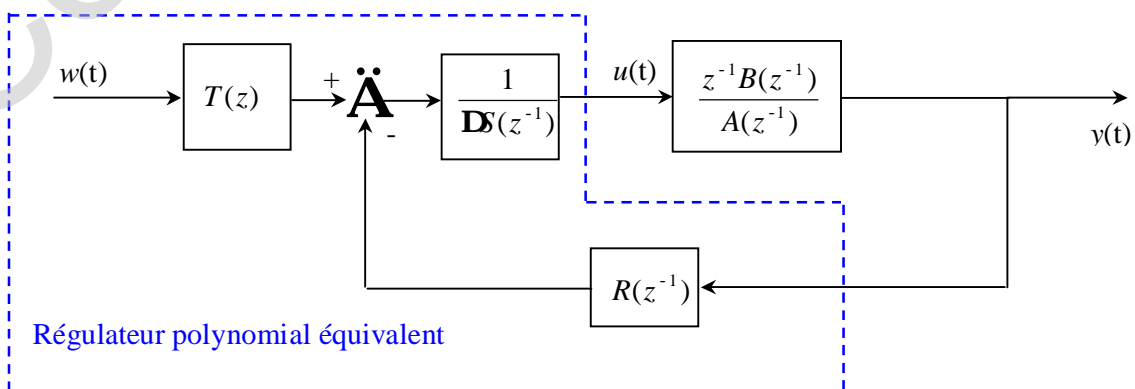 w(t)
T(z)
+
Ä
-
1
DS(z⁻¹)
u(t)
z⁻¹B(z⁻¹)
A(z⁻¹)
y(t)
R(z⁻¹)
Régulateur polynomial équivalent